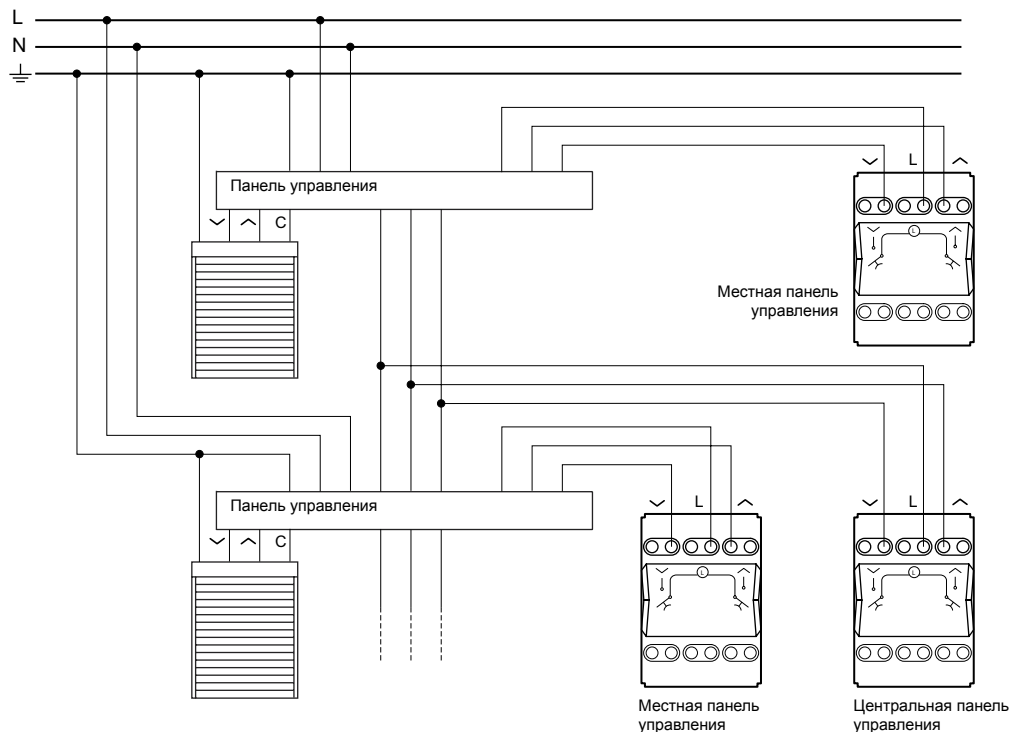 L
N
Панель управления
C
L
L
Местная панель
управления
Панель управления
C
L
L
L
L
Местная панель
управления
Центральная панель
управления